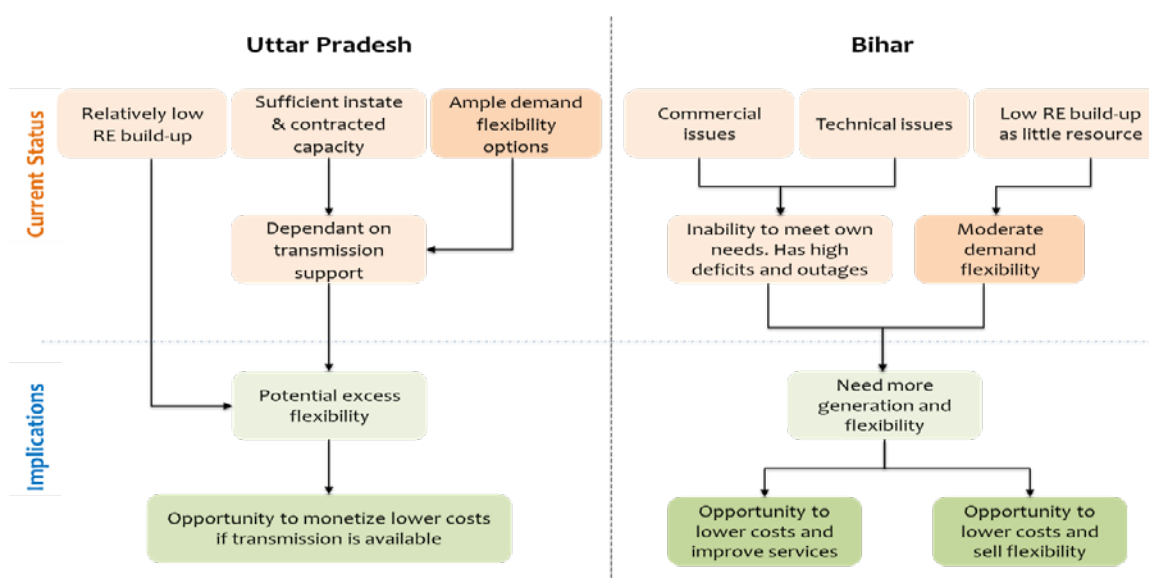 Uttar Pradesh
Bihar
Current Status
Relatively low
RE build-up
Sufficient instate
& contracted
capacity
Ample demand
flexibility
options
Commercial
issues
Technical issues
Low RE build-up
as little resource
Dependant on
transmission
support
Inability to meet own
needs. Has high
deficits and outages
Moderate
demand
flexibility
Implications
Potential excess
flexibility
Need more
generation and
flexibility
Opportunity to monetize lower costs
if transmission is available
Opportunity to
lower costs and
improve services
Opportunity to
lower costs and
sell flexibility